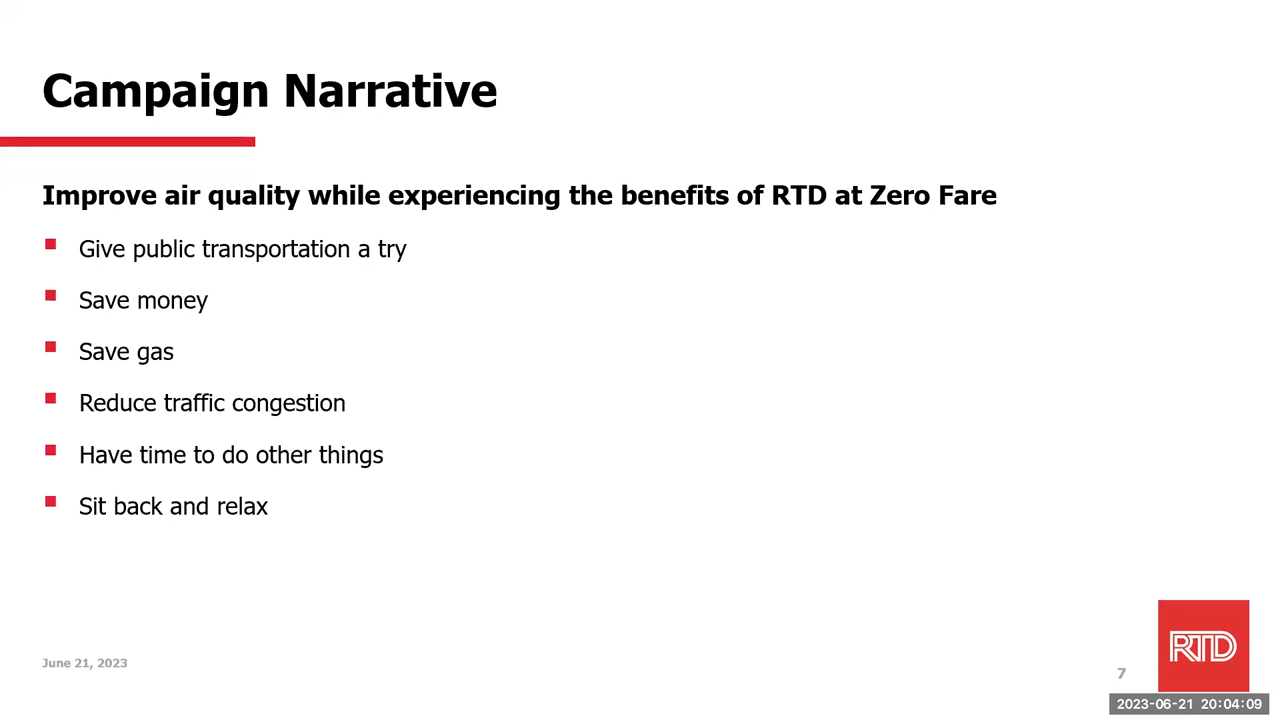 Campaign Narrative
Improve air quality while experiencing the benefits of RTD at Zero Fare
Give public transportation a try
Save money
Save gas
Reduce traffic congestion
Have time to do other things
Sit back and relax
June 21, 2023
7
RTD
2023-06-21 20:04:09